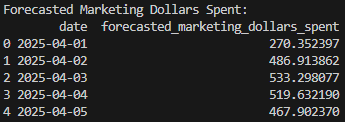 Forecasted Marketing Dollars Spent:
date forecasted_marketing_dollars_spent
0 2025-04-01 270.352397
1 2025-04-02 486.913862
2 2025-04-03 533.298077
3 2025-04-04 519.632190
4 2025-04-05 467.902370